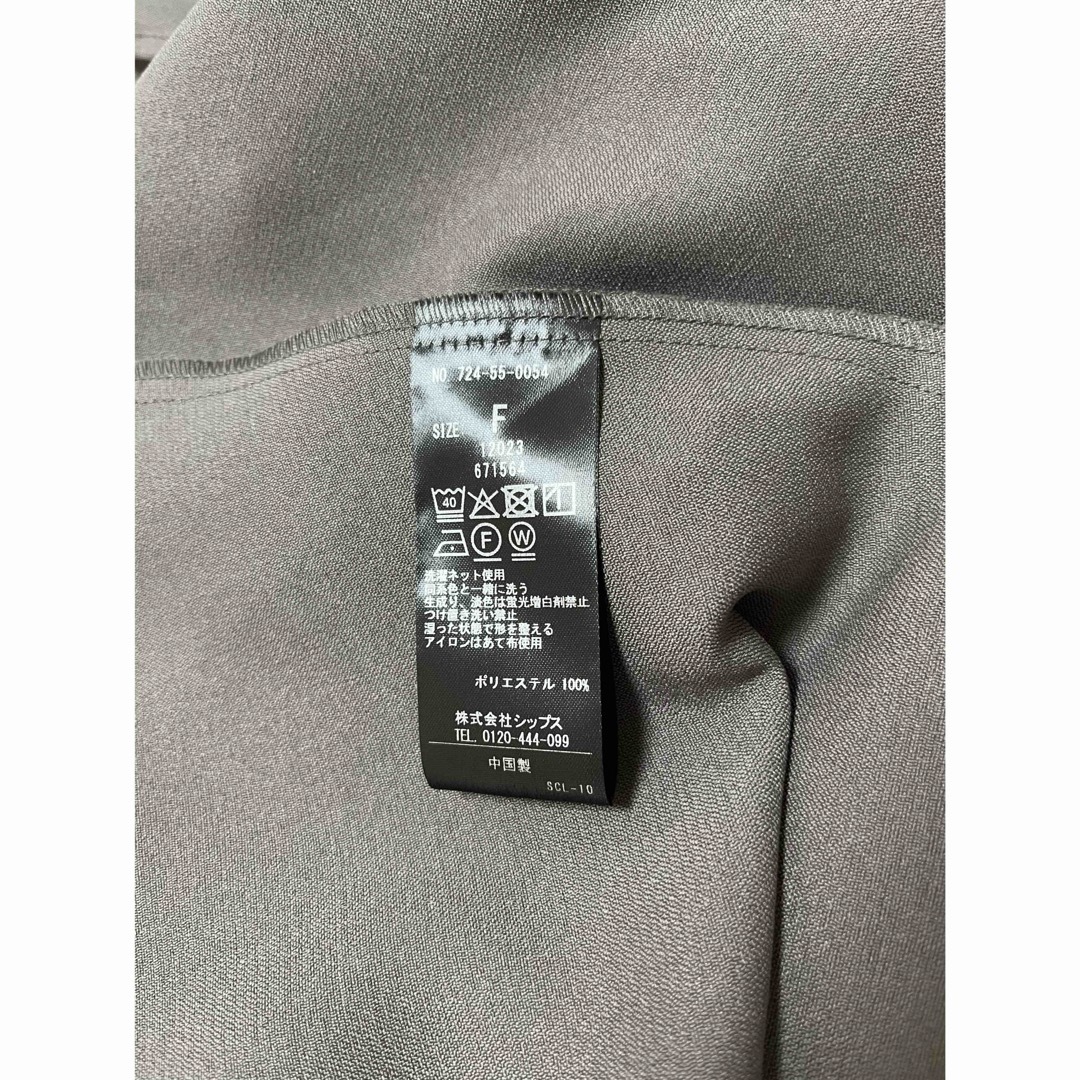 NO. 724-55-0054
SIZE F
12023
671564
40
F W
洗濯ネット使用
同系色と一緒に洗う
生成り、淡色は蛍光増白剤禁止
つけ置き洗い禁止
湿った状態で形を整える
アイロンはあて布使用
ポリエステル 100%
株式会社シップス
TEL. 0120-444-099
中国製
SCL-10